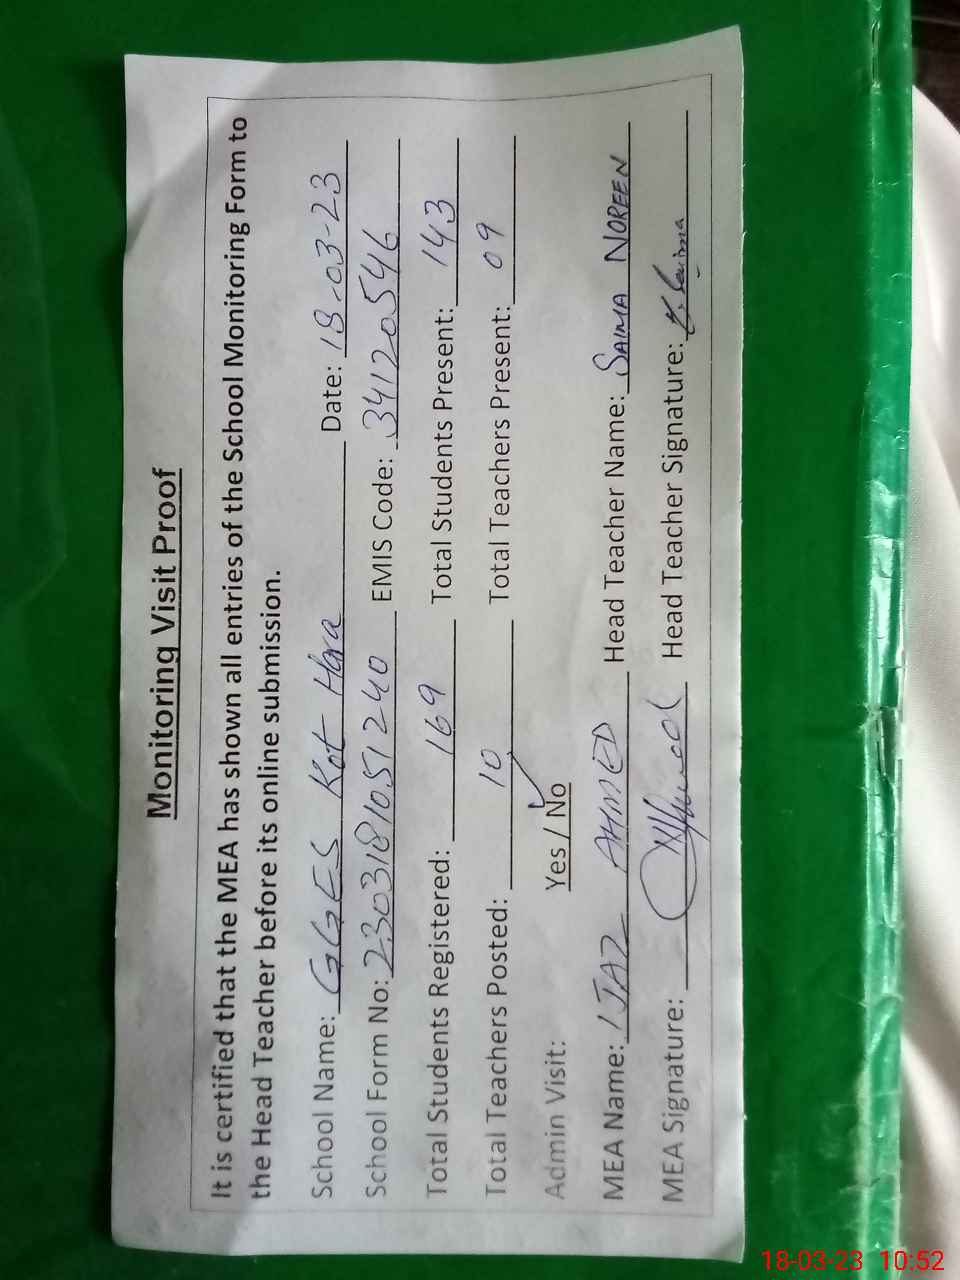 Monitoring Visit Proof
It is certified that the MEA has shown all entries of the School Monitoring Form to
the Head Teacher before its online submission.
School Name: GGES Kot Hara Date: 18-03-23
School Form No: 2303181051240 EMIS Code: 34120546
Total Students Registered: 169 Total Students Present: 143
Total Teachers Posted: 10 Total Teachers Present: 09
Admin Visit: Yes / No
MEA Name: IJAZ AHMED Head Teacher Name: SAIMA NOREEN
MEA Signature: Head Teacher Signature: Saima
18-03-23 10:52